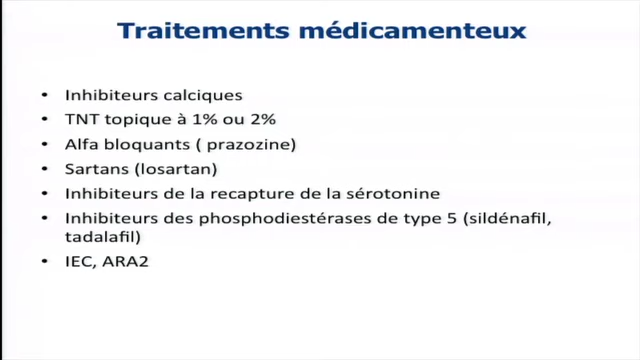 Traitements médicamenteux
• Inhibiteurs calciques
• TNT topique à 1% ou 2%
• Alfa bloquants ( prazozine)
• Sartans (losartan)
• Inhibiteurs de la recapture de la sérotonine
• Inhibiteurs des phosphodiestérases de type 5 (sildénafil,
tadalafil)
• IEC, ARA2